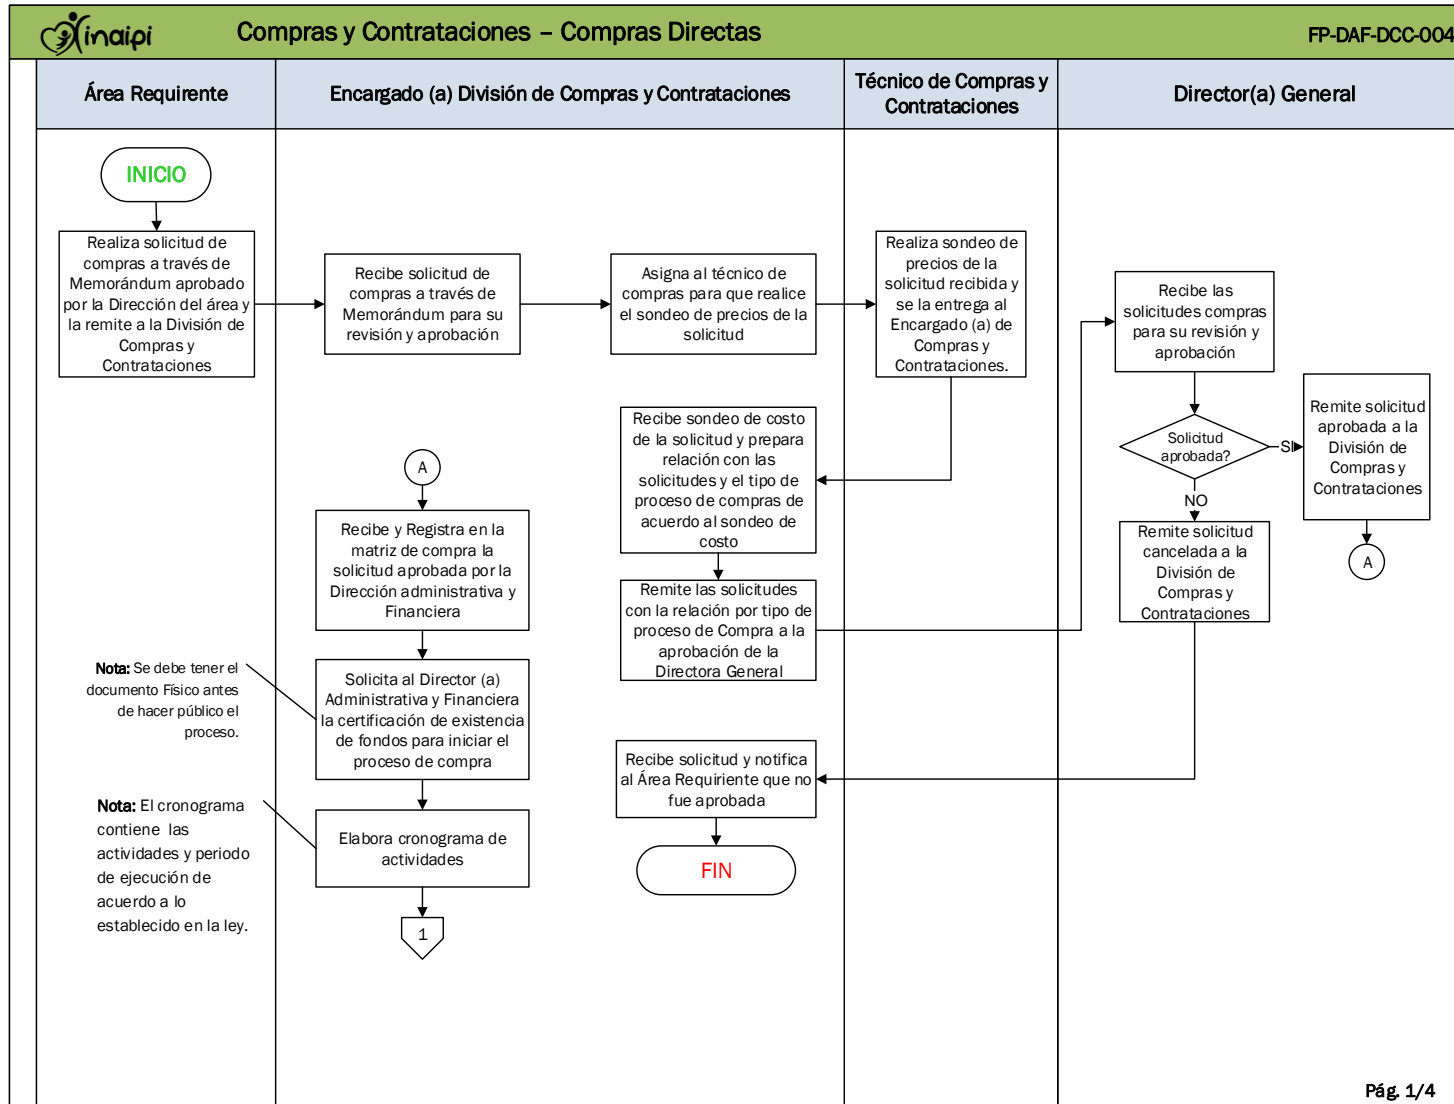 inaipi
Compras y Contrataciones – Compras Directas
FP-DAF-DCC-004
Área Requirente
Encargado (a) División de Compras y Contrataciones
Técnico de Compras y
Contrataciones
Director(a) General
INICIO
Realiza solicitud de
compras a través de
Memorándum aprobado
por la Dirección del área y
la remite a la División de
Compras y
Contrataciones
Recibe solicitud de
compras a través de
Memorándum para su
revisión y aprobación
Asigna al técnico de
compras para que realice
el sondeo de precios de la
solicitud
Realiza sondeo de
precios de la
solicitud recibida y
se la entrega al
Encargado (a) de
Compras y
Contrataciones.
Recibe las
solicitudes compras
para su revisión y
aprobación
Solicitud
aprobada?
SI
Remite solicitud
aprobada a la
División de
Compras y
Contrataciones
A
NO
Remite solicitud
cancelada a la
División de
Compras y
Contrataciones
Recibe sondeo de costo
de la solicitud y prepara
relación con las
solicitudes y el tipo de
proceso de compras de
acuerdo al sondeo de
costo
Remite las solicitudes
con la relación por tipo de
proceso de Compra a la
aprobación de la
Directora General
Recibe solicitud y notifica
al Área Requiriente que no
fue aprobada
FIN
A
Recibe y Registra en la
matriz de compra la
solicitud aprobada por la
Dirección administrativa y
Financiera
Nota: Se debe tener el
documento Físico antes
de hacer público el
proceso.
Solicita al Director (a)
Administrativa y Financiera
la certificación de existencia
de fondos para iniciar el
proceso de compra
Nota: El cronograma
contiene las
actividades y periodo
de ejecución de
acuerdo a lo
establecido en la ley.
Elabora cronograma de
actividades
1
Pág. 1/4